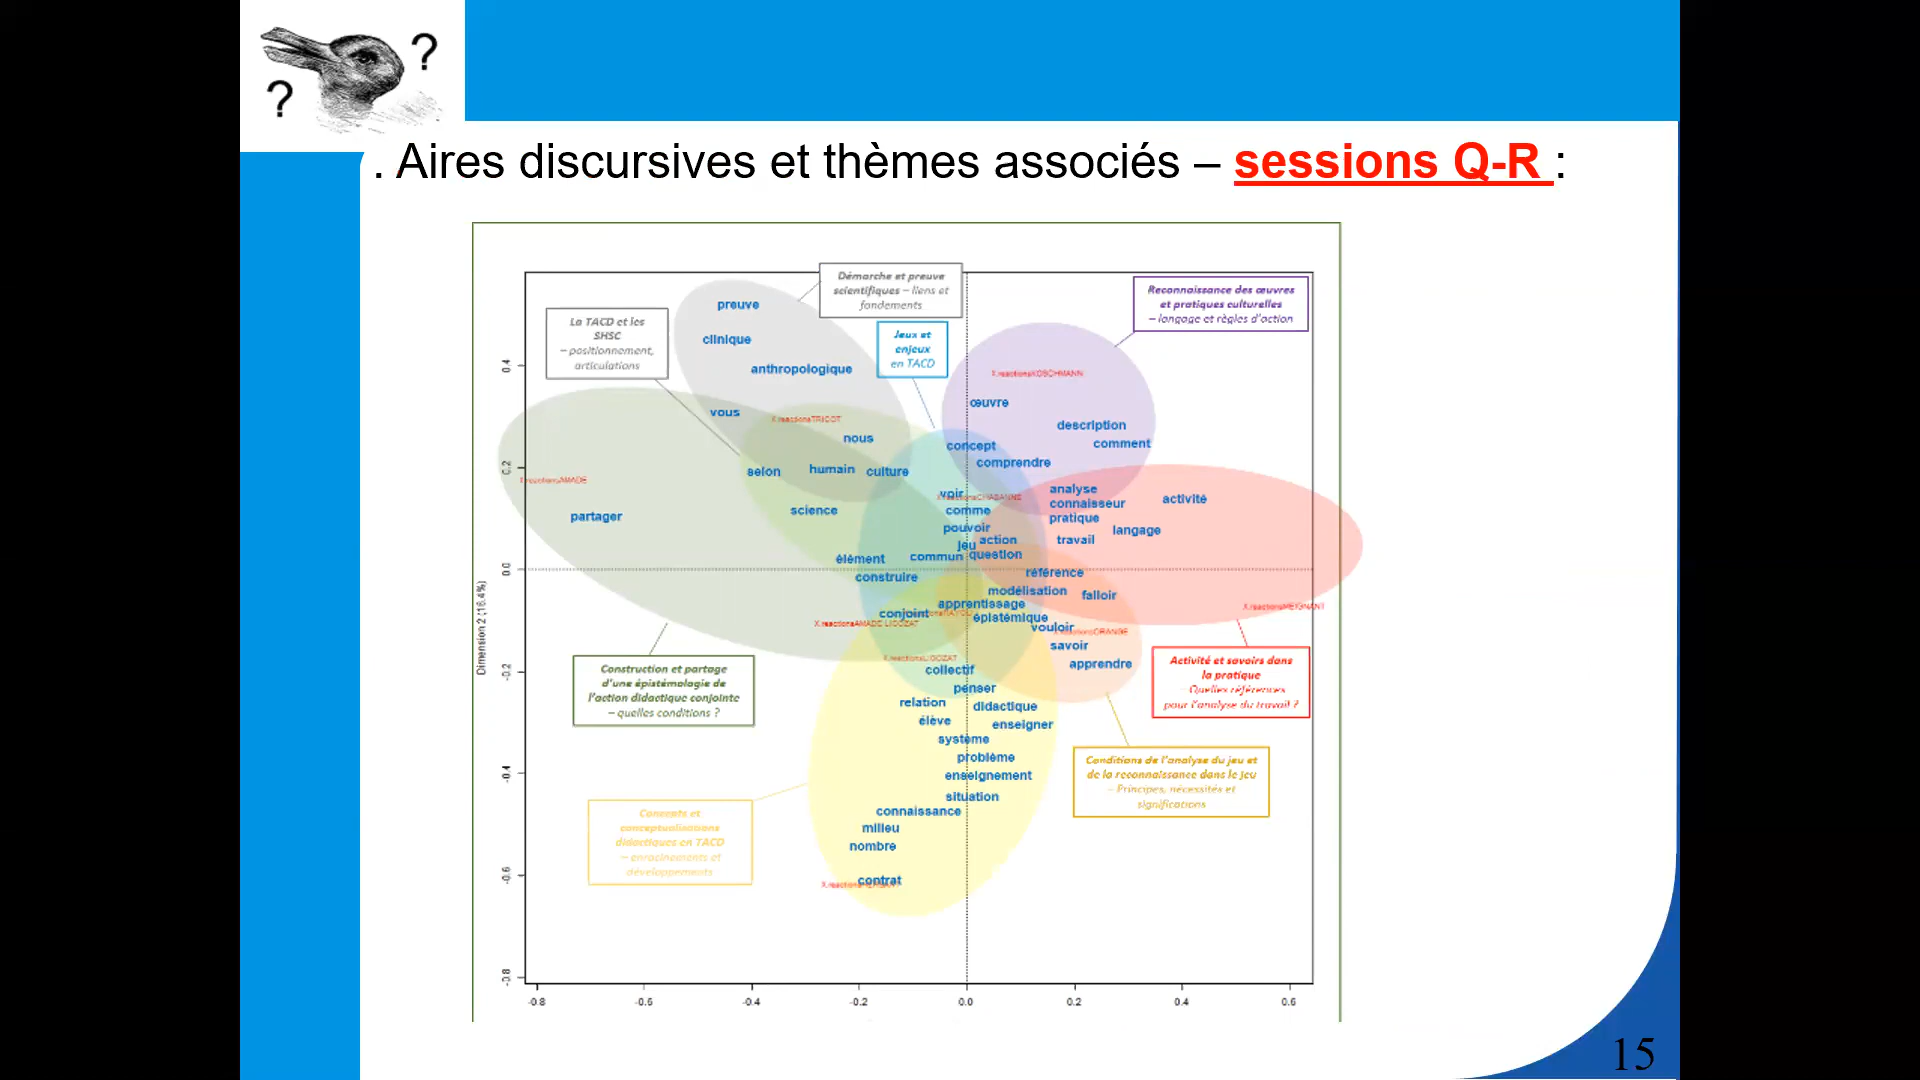 ?
?
. Aires discursives et thèmes associés – sessions Q-R :
Démarche et preuve
scientifiques – liens et
fondements
Reconnaissance des œuvres
et pratiques culturelles
– langage et règles d'action
La TACD et les
SHSC
– positionnement,
articulations
Jeux et
enjeux
en TACD
preuve
clinique
anthropologique
vous
X.reactionsTRICOT
nous
selon
humain
culture
science
X.reactionsAMADE
partager
X.reactionsKOSCHMANN
œuvre
description
comment
concept
comprendre
voir
X.reactionsCHABANNE
comme
pouvoir
jeu
action
commun
question
élément
construire
analyse
connaisseur
pratique
activité
langage
travail
référence
modélisation
falloir
apprentissage
conjoint
épistémique
vouloir
X.reactionsORANGE
savoir
apprendre
X.reactionsMEIGNANT
X.reactionsAMADE LIGOZAT
X.reactionsLIGOZAT
collectif
penser
relation
didactique
élève
enseigner
système
problème
enseignement
situation
connaissance
milieu
nombre
contrat
Construction et partage
d'une épistémologie de
l'action didactique conjointe
– quelles conditions ?
Activité et savoirs dans
la pratique
– Quelles références
pour l'analyse du travail ?
Conditions de l'analyse du jeu et
de la reconnaissance dans le jeu
– Principes, nécessités et
significations
Concepts et
conceptualisations
didactiques en TACD
– enracinements et
développements
Dimension 2 (16.4%)
0.4
0.2
0.0
-0.2
-0.4
-0.6
-0.8
-0.8 -0.6 -0.4 -0.2 0.0 0.2 0.4 0.6
15